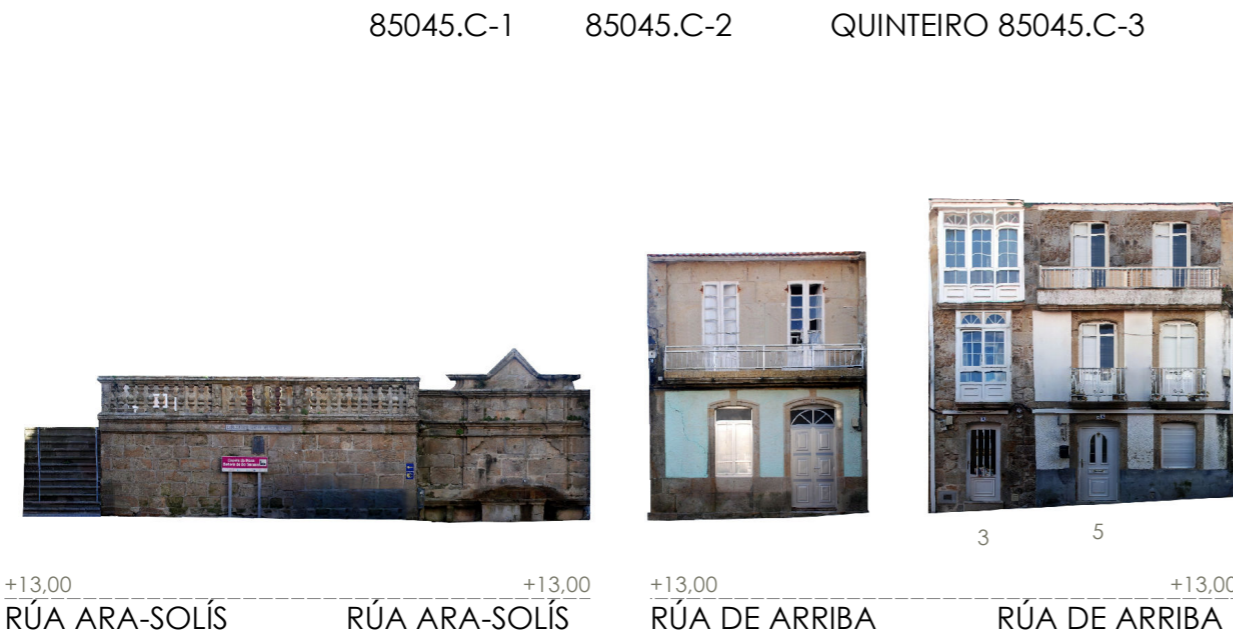 85045.C-1 85045.C-2 QUINTEIRO 85045.C-3
3 5
+13,00 +13,00 +13,00 +13,00
RÚA ARA-SOLÍS RÚA ARA-SOLÍS RÚA DE ARRIBA RÚA DE ARRIBA